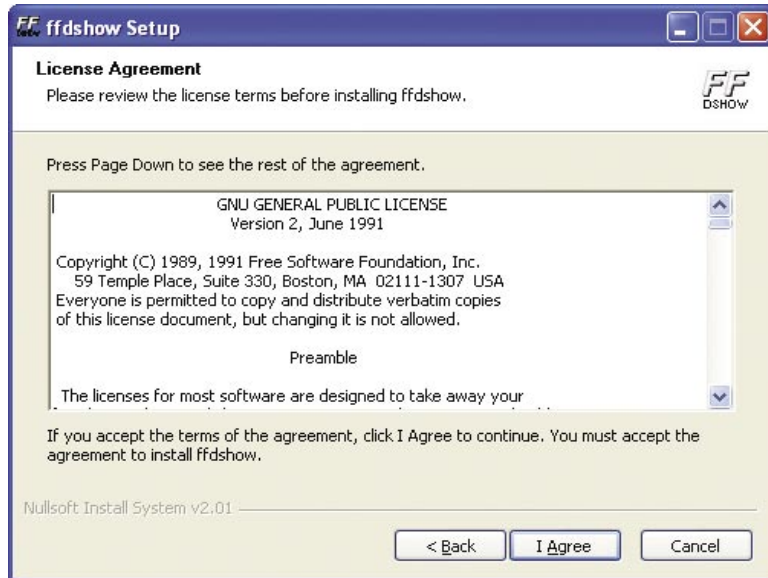 ffdshow Setup
License Agreement
Please review the license terms before installing ffdshow.
FF
DSHOW
Press Page Down to see the rest of the agreement.
GNU GENERAL PUBLIC LICENSE
Version 2, June 1991
Copyright (C) 1989, 1991 Free Software Foundation, Inc.
59 Temple Place, Suite 330, Boston, MA 02111-1307 USA
Everyone is permitted to copy and distribute verbatim copies
of this license document, but changing it is not allowed.
Preamble
The licenses for most software are designed to take away your
If you accept the terms of the agreement, click I Agree to continue. You must accept the
agreement to install ffdshow.
Nullsoft Install System v2.01
< Back
I Agree
Cancel